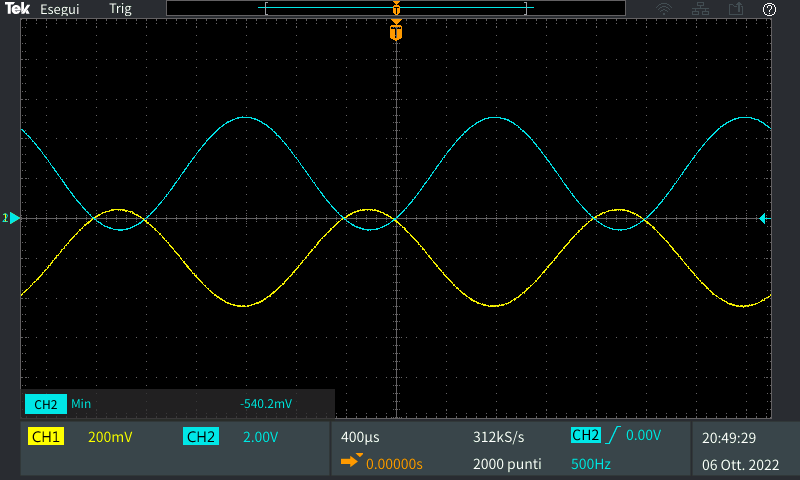 Tek Esegui Trig
T
T
?
CH2 Min -540.2mV
CH1 200mV CH2 2.00V 400µs 312kS/s CH2 0.00V 20:49:29
0.00000s 2000 punti 500Hz 06 Ott. 2022